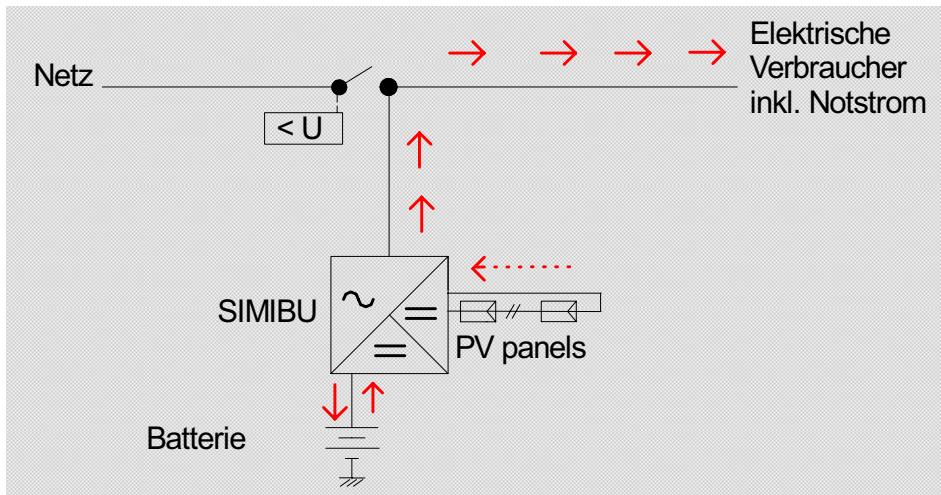 Netz
Elektrische
Verbraucher
inkl. Notstrom
< U
SIMIBU
PV panels
Batterie